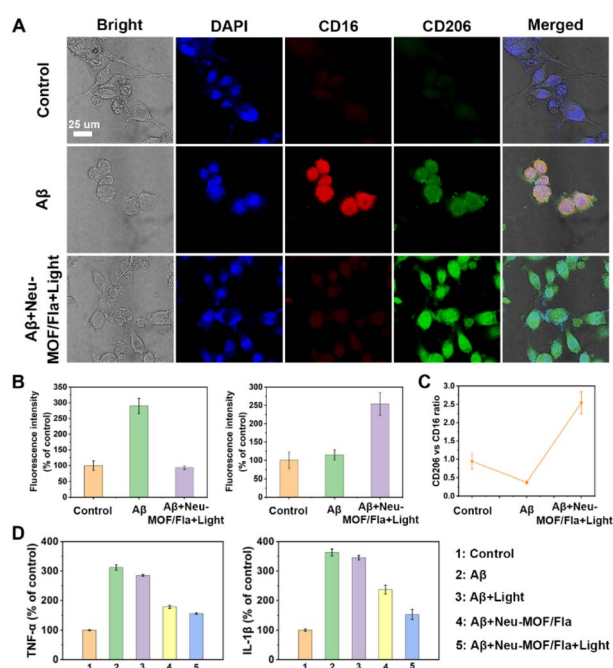 A
Bright DAPI CD16 CD206 Merged
Control
25 um
Aβ
Aβ+Neu-
MOF/Fla+Light
B
Fluorescence intensity
(% of control)
350
300
250
200
150
100
50
0
Control Aβ Aβ+Neu-
MOF/Fla+Light
Fluorescence intensity
(% of control)
350
300
250
200
150
100
50
0
Control Aβ Aβ+Neu-
MOF/Fla+Light
C
CD206 vs CD16 ratio
3.0
2.5
2.0
1.5
1.0
0.5
0.0
Control Aβ Aβ+Neu-
MOF/Fla+Light
D
TNF-α (% of control)
400
300
200
100
0
1 2 3 4 5
IL-1β (% of control)
400
300
200
100
0
1 2 3 4 5
1: Control
2: Aβ
3: Aβ+Light
4: Aβ+Neu-MOF/Fla
5: Aβ+Neu-MOF/Fla+Light